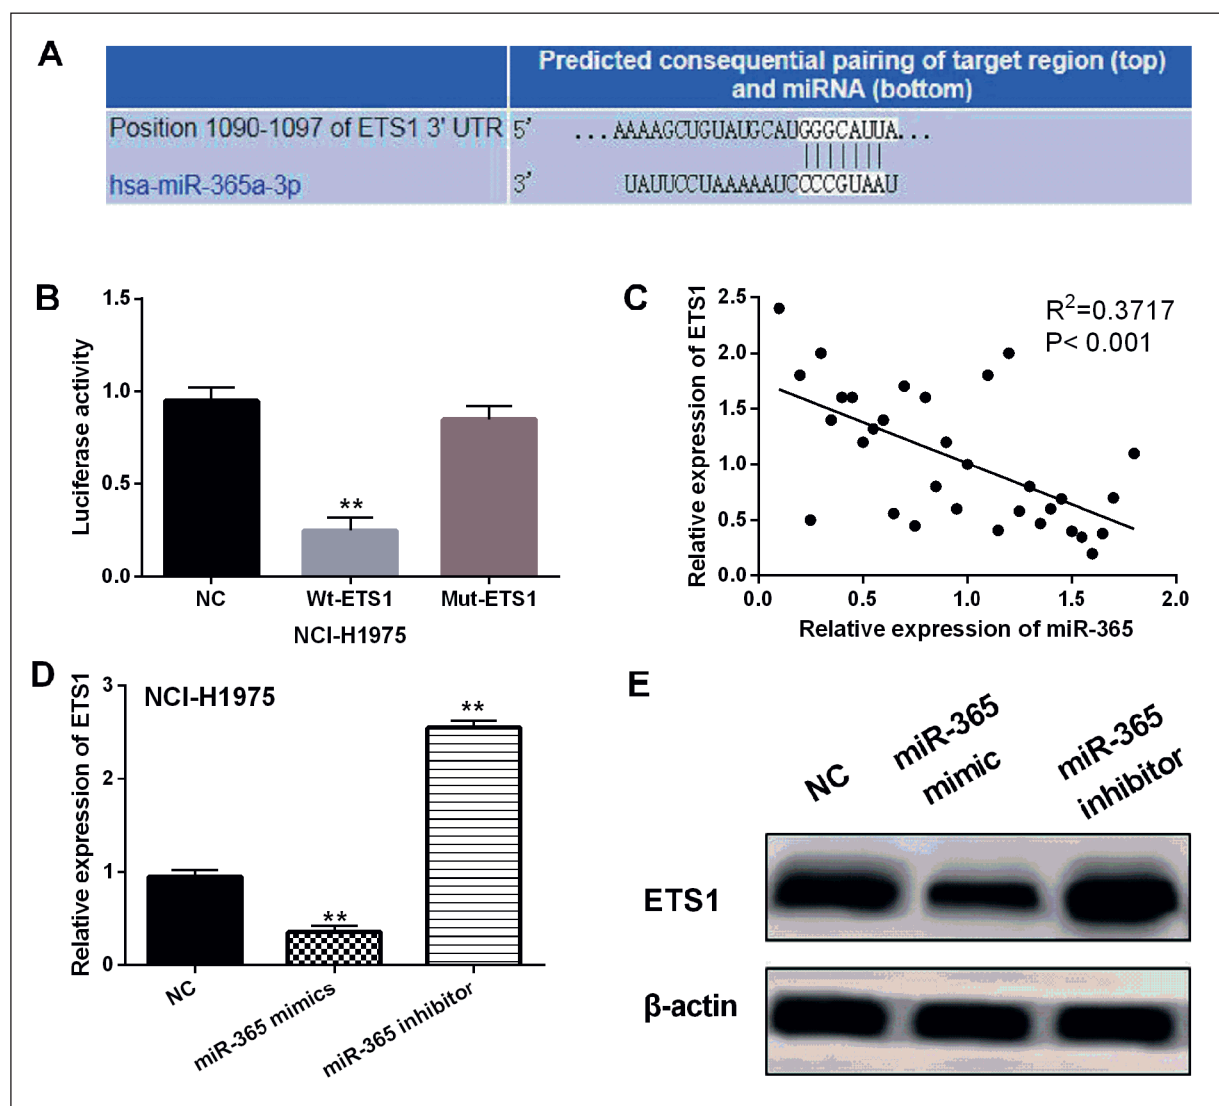 A
Predicted consequential pairing of target region (top)
and miRNA (bottom)
Position 1090-1097 of ETS1 3' UTR 5' ...AAAAGCUGUAUGCAUGGGCAUUA...
hsa-miR-365a-3p 3' UAUUCCUAAAAAUCCCCGUAAU
B
Luciferase activity
1.5
1.0
0.5
0.0
**
NC Wt-ETS1 Mut-ETS1
NCI-H1975
C
Relative expression of ETS1
2.5
2.0
1.5
1.0
0.5
0.0
R²=0.3717
P< 0.001
0.0 0.5 1.0 1.5 2.0
Relative expression of miR-365
D
Relative expression of ETS1
3
2
1
0
NCI-H1975
**
**
NC
miR-365 mimics
miR-365 inhibitor
E
NC
miR-365
mimic
miR-365
inhibitor
ETS1
β-actin